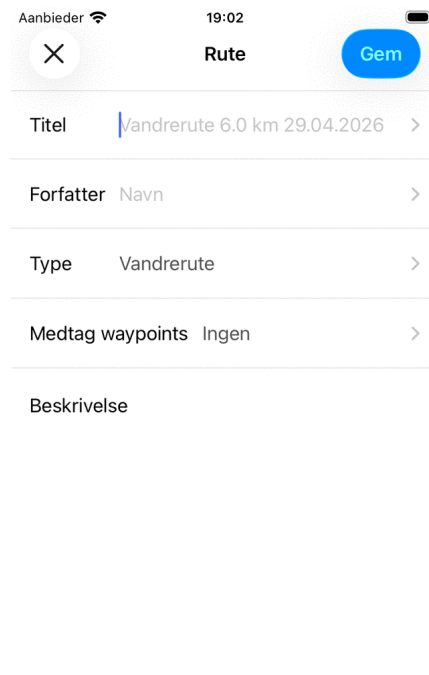 Aanbieder 19:02
Rute Gem
Titel Vandrerute 6.0 km 29.04.2026
Forfatter Navn
Type Vandrerute
Medtag waypoints Ingen
Beskrivelse